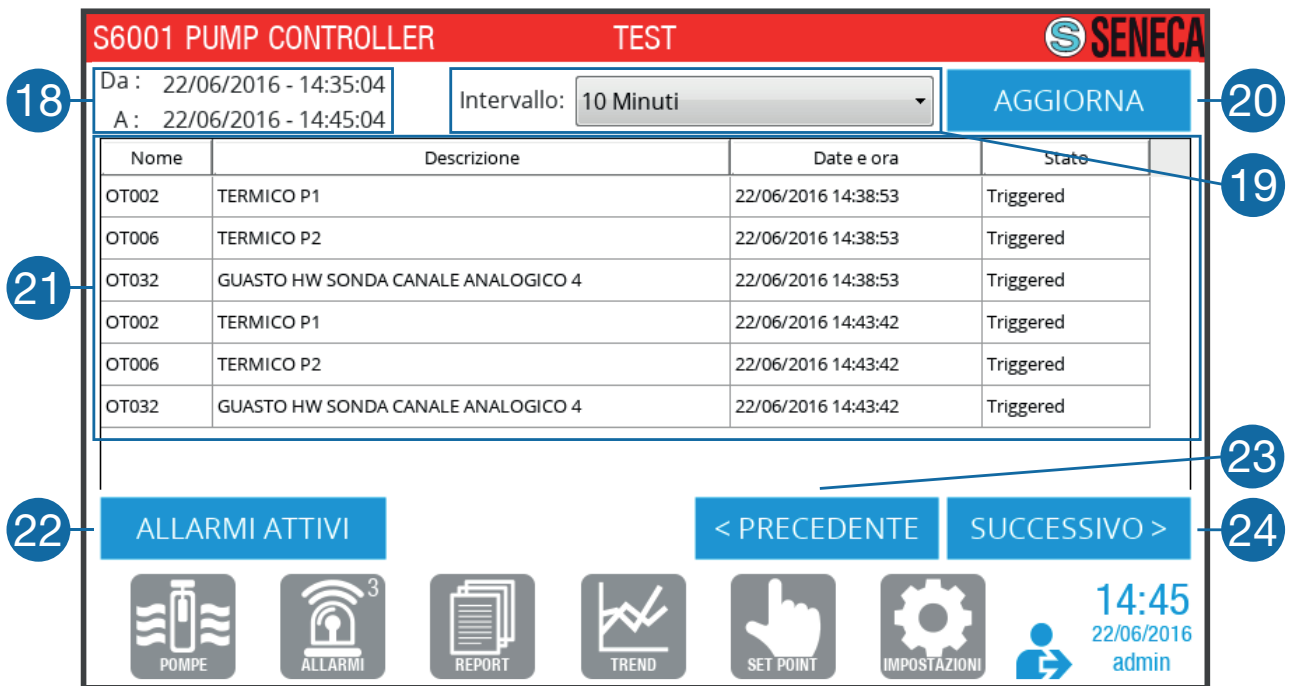 S6001 PUMP CONTROLLER TEST S SENECA
18 Da : 22/06/2016 - 14:35:04 Intervallo: 10 Minuti AGGIORNA 20
A : 22/06/2016 - 14:45:04
Nome Descrizione Date e ora Stato
19
OT002 TERMICO P1 22/06/2016 14:38:53 Triggered
OT006 TERMICO P2 22/06/2016 14:38:53 Triggered
21 OT032 GUASTO HW SONDA CANALE ANALOGICO 4 22/06/2016 14:38:53 Triggered
OT002 TERMICO P1 22/06/2016 14:43:42 Triggered
OT006 TERMICO P2 22/06/2016 14:43:42 Triggered
OT032 GUASTO HW SONDA CANALE ANALOGICO 4 22/06/2016 14:43:42 Triggered
23
22 ALLARMI ATTIVI < PRECEDENTE SUCCESSIVO > 24
3 14:45
22/06/2016
POMPE ALLARMI REPORT TREND SET POINT IMPOSTAZIONI admin